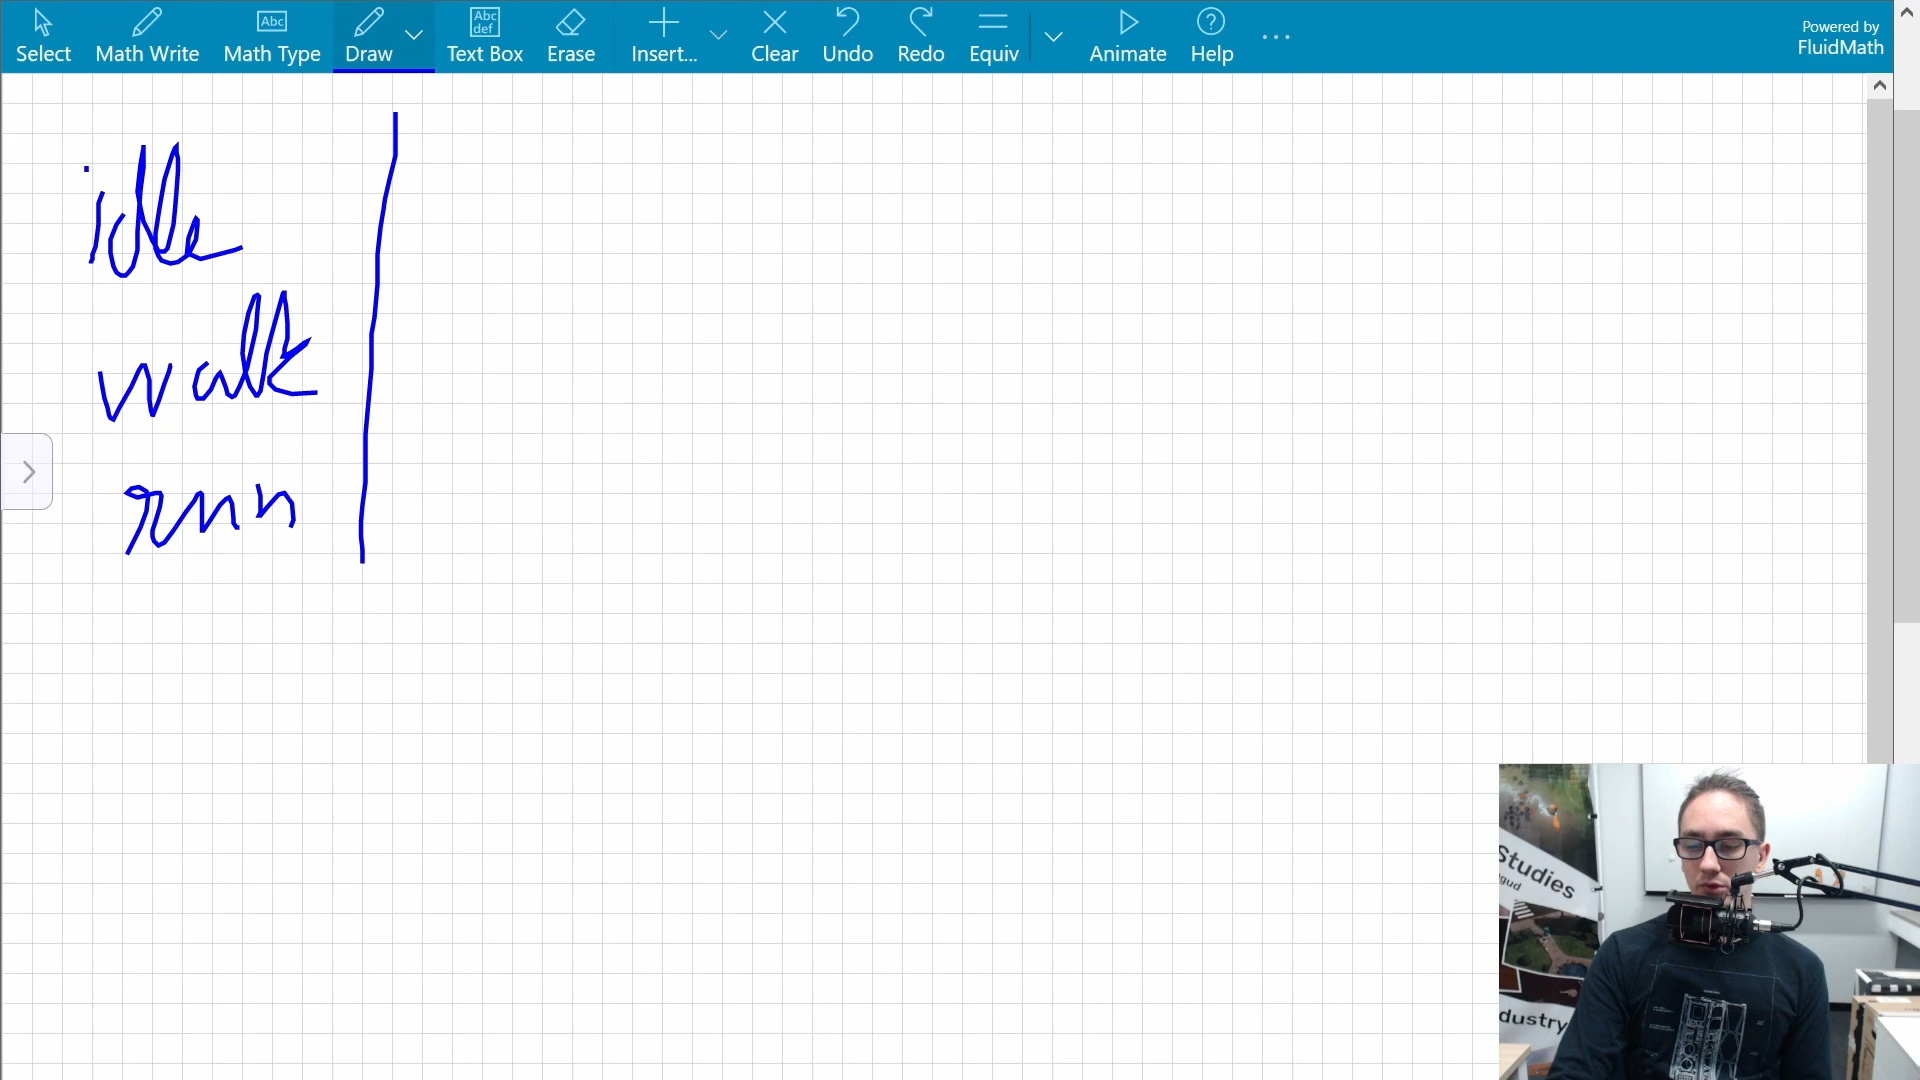 Select
Math Write
Math Type
Draw
Text Box
Erase
Insert...
Clear
Undo
Redo
Equiv
Animate
Help
Powered by
FluidMath
Abc
Abc
def
idle
walk
run
Studies
gud
dustry